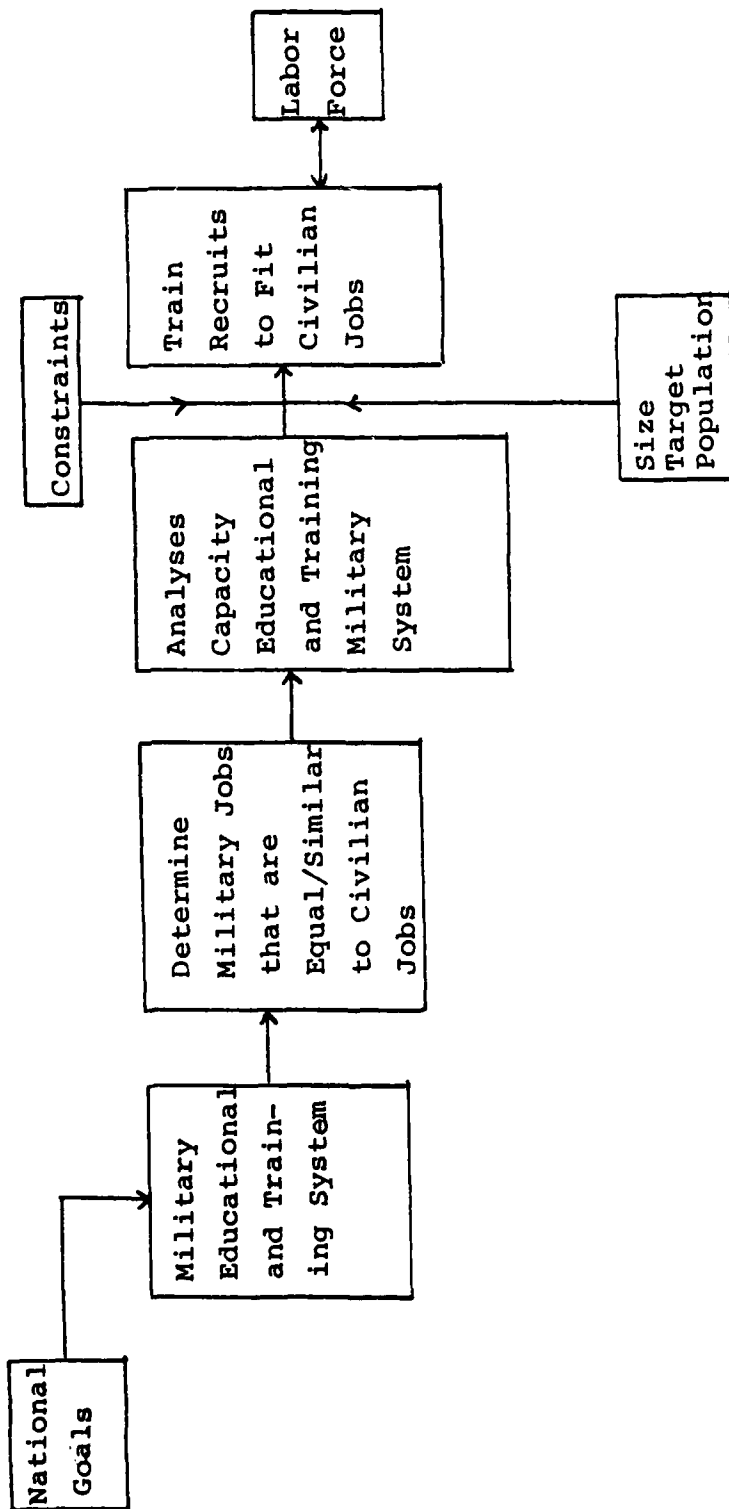 National
Goals
Military
Educational
and Train-
ing System
Determine
Military Jobs
that are
Equal/Similar
to Civilian
Jobs
Analyses
Capacity
Educational
and Training
Military
System
Constraints
Size
Target
Population
Train
Recruits
to Fit
Civilian
Jobs
Labor
Force